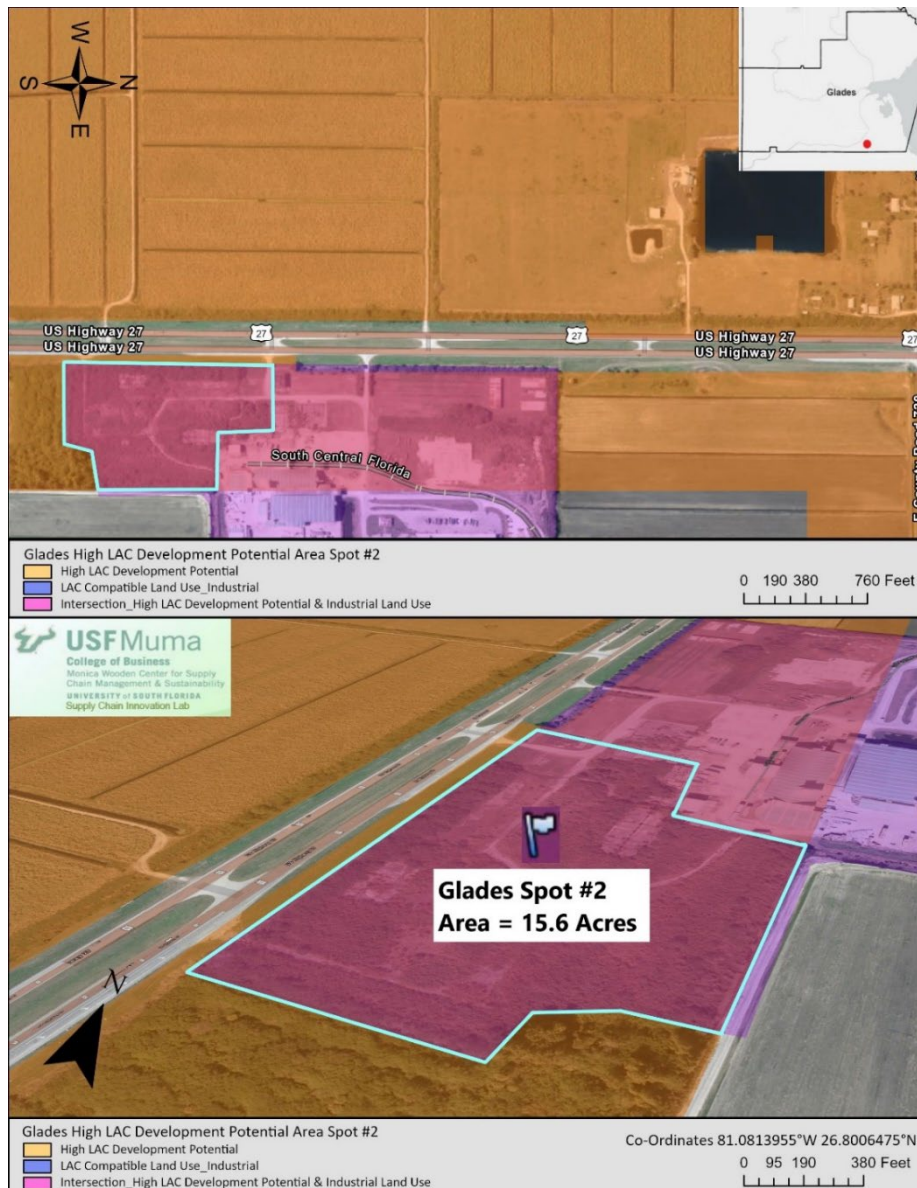 W
S
N
E
Glades
US Highway 27
US Highway 27
27
27
US Highway 27
US Highway 27
27
South Central Florida
Glades High LAC Development Potential Area Spot #2
High LAC Development Potential
LAC Compatible Land Use_Industrial
Intersection_High LAC Development Potential & Industrial Land Use
0 190 380 760 Feet
USF Muma
College of Business
Monica Wooden Center for Supply
Chain Management & Sustainability
UNIVERSITY of SOUTH FLORIDA
Supply Chain Innovation Lab
Glades Spot #2
Area = 15.6 Acres
N
Glades High LAC Development Potential Area Spot #2
High LAC Development Potential
LAC Compatible Land Use_Industrial
Intersection_High LAC Development Potential & Industrial Land Use
Co-Ordinates 81.0813955°W 26.8006475°N
0 95 190 380 Feet